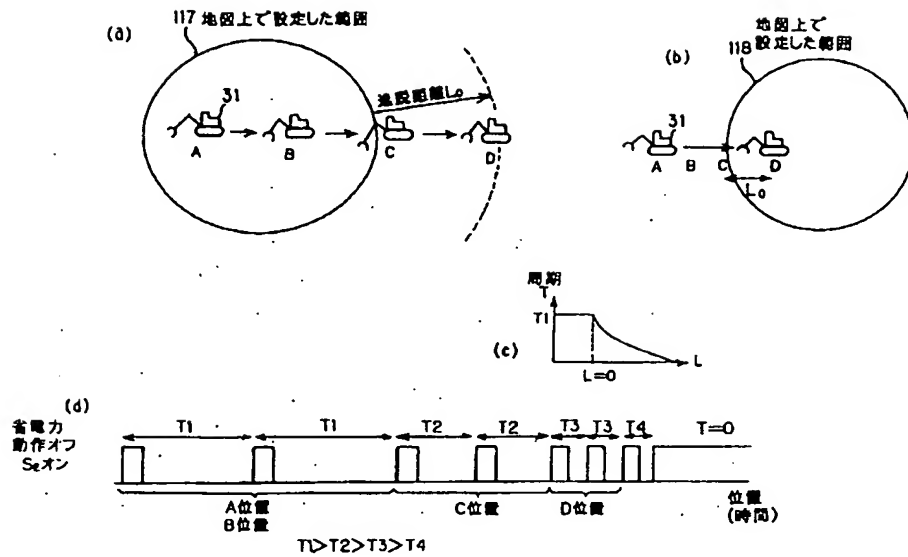 (a)
117 地図上で設定した範囲
31
逸脱距離L₀
A
B
C
D
(b)
地図上で
設定した範囲
118
31
A
B
C
D
L₀
(c)
周期
T
T1
L=0
L
(d)
省電力
動作オフ
Seオン
T1
T1
T2
T2
T3
T3
T4
T=0
A位置
B位置
C位置
D位置
位置
(時間)
T1>T2>T3>T4